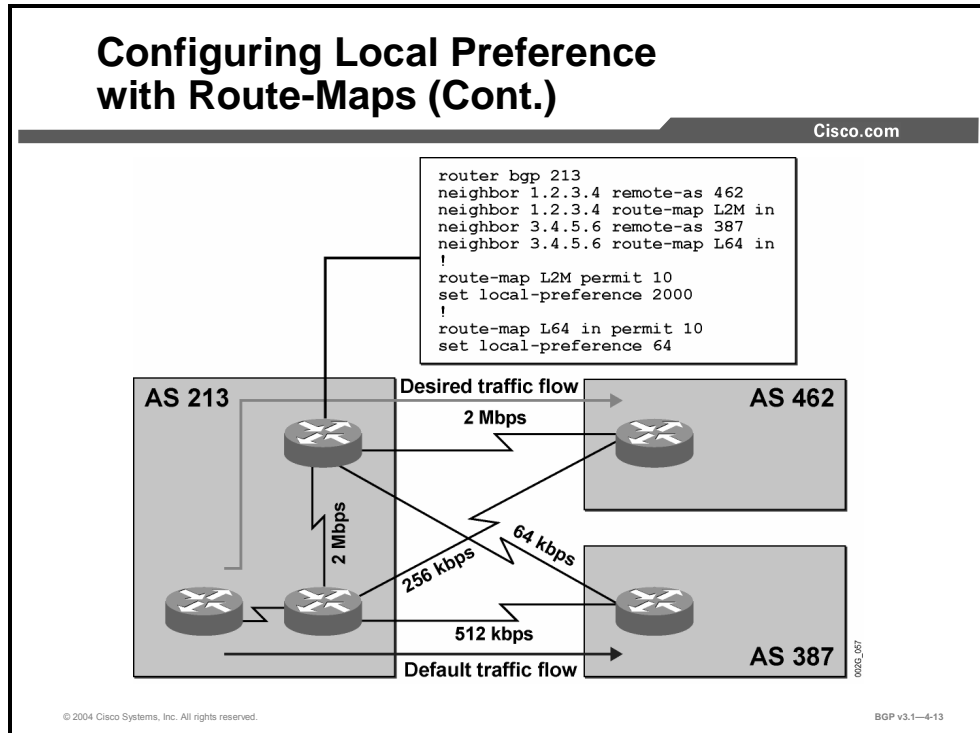 Configuring Local Preference
with Route-Maps (Cont.)
Cisco.com
router bgp 213
neighbor 1.2.3.4 remote-as 462
neighbor 1.2.3.4 route-map L2M in
neighbor 3.4.5.6 remote-as 387
neighbor 3.4.5.6 route-map L64 in
!
route-map L2M permit 10
set local-preference 2000
!
route-map L64 in permit 10
set local-preference 64
AS 213
Desired traffic flow
AS 462
2 Mbps
2 Mbps
256 kbps
64 kbps
512 kbps
Default traffic flow
AS 387
002G_057
© 2004 Cisco Systems, Inc. All rights reserved.
BGP v3.1—4-13